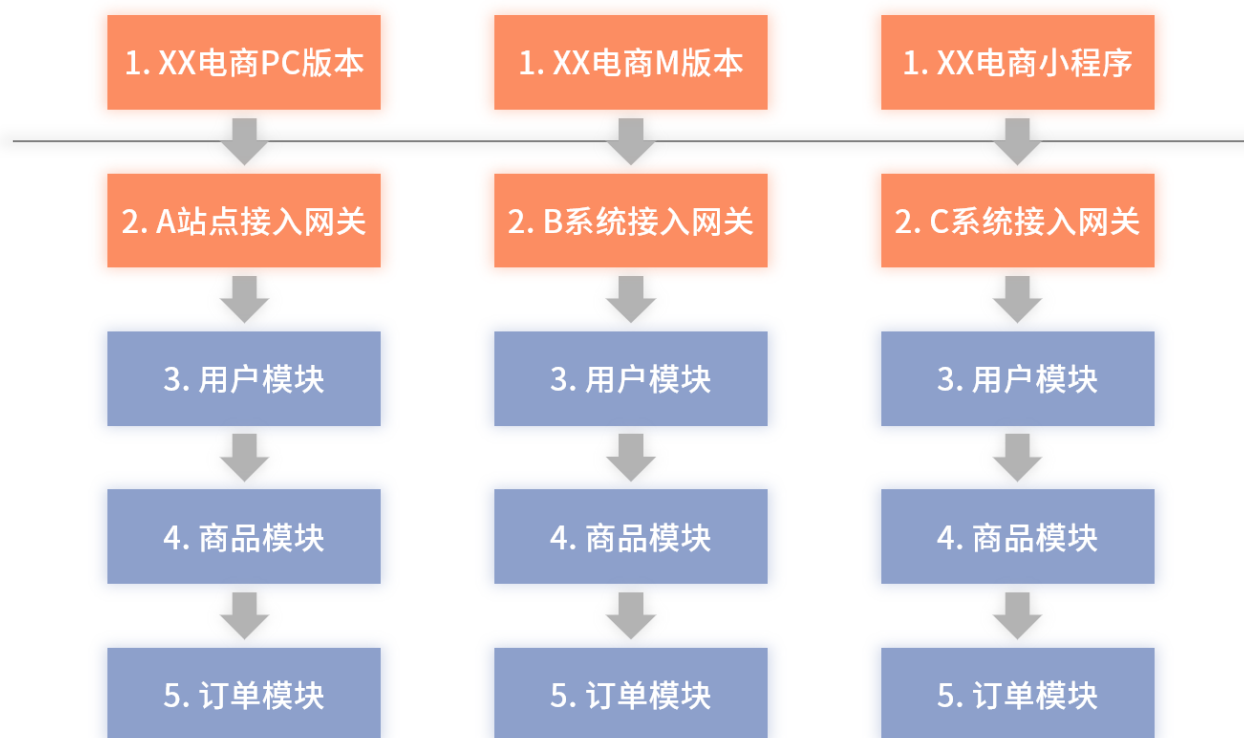 1. XX电商PC版本
1. XX电商M版本
1. XX电商小程序
2. A站点接入网关
2. B系统接入网关
2. C系统接入网关
3. 用户模块
3. 用户模块
3. 用户模块
4. 商品模块
4. 商品模块
4. 商品模块
5. 订单模块
5. 订单模块
5. 订单模块